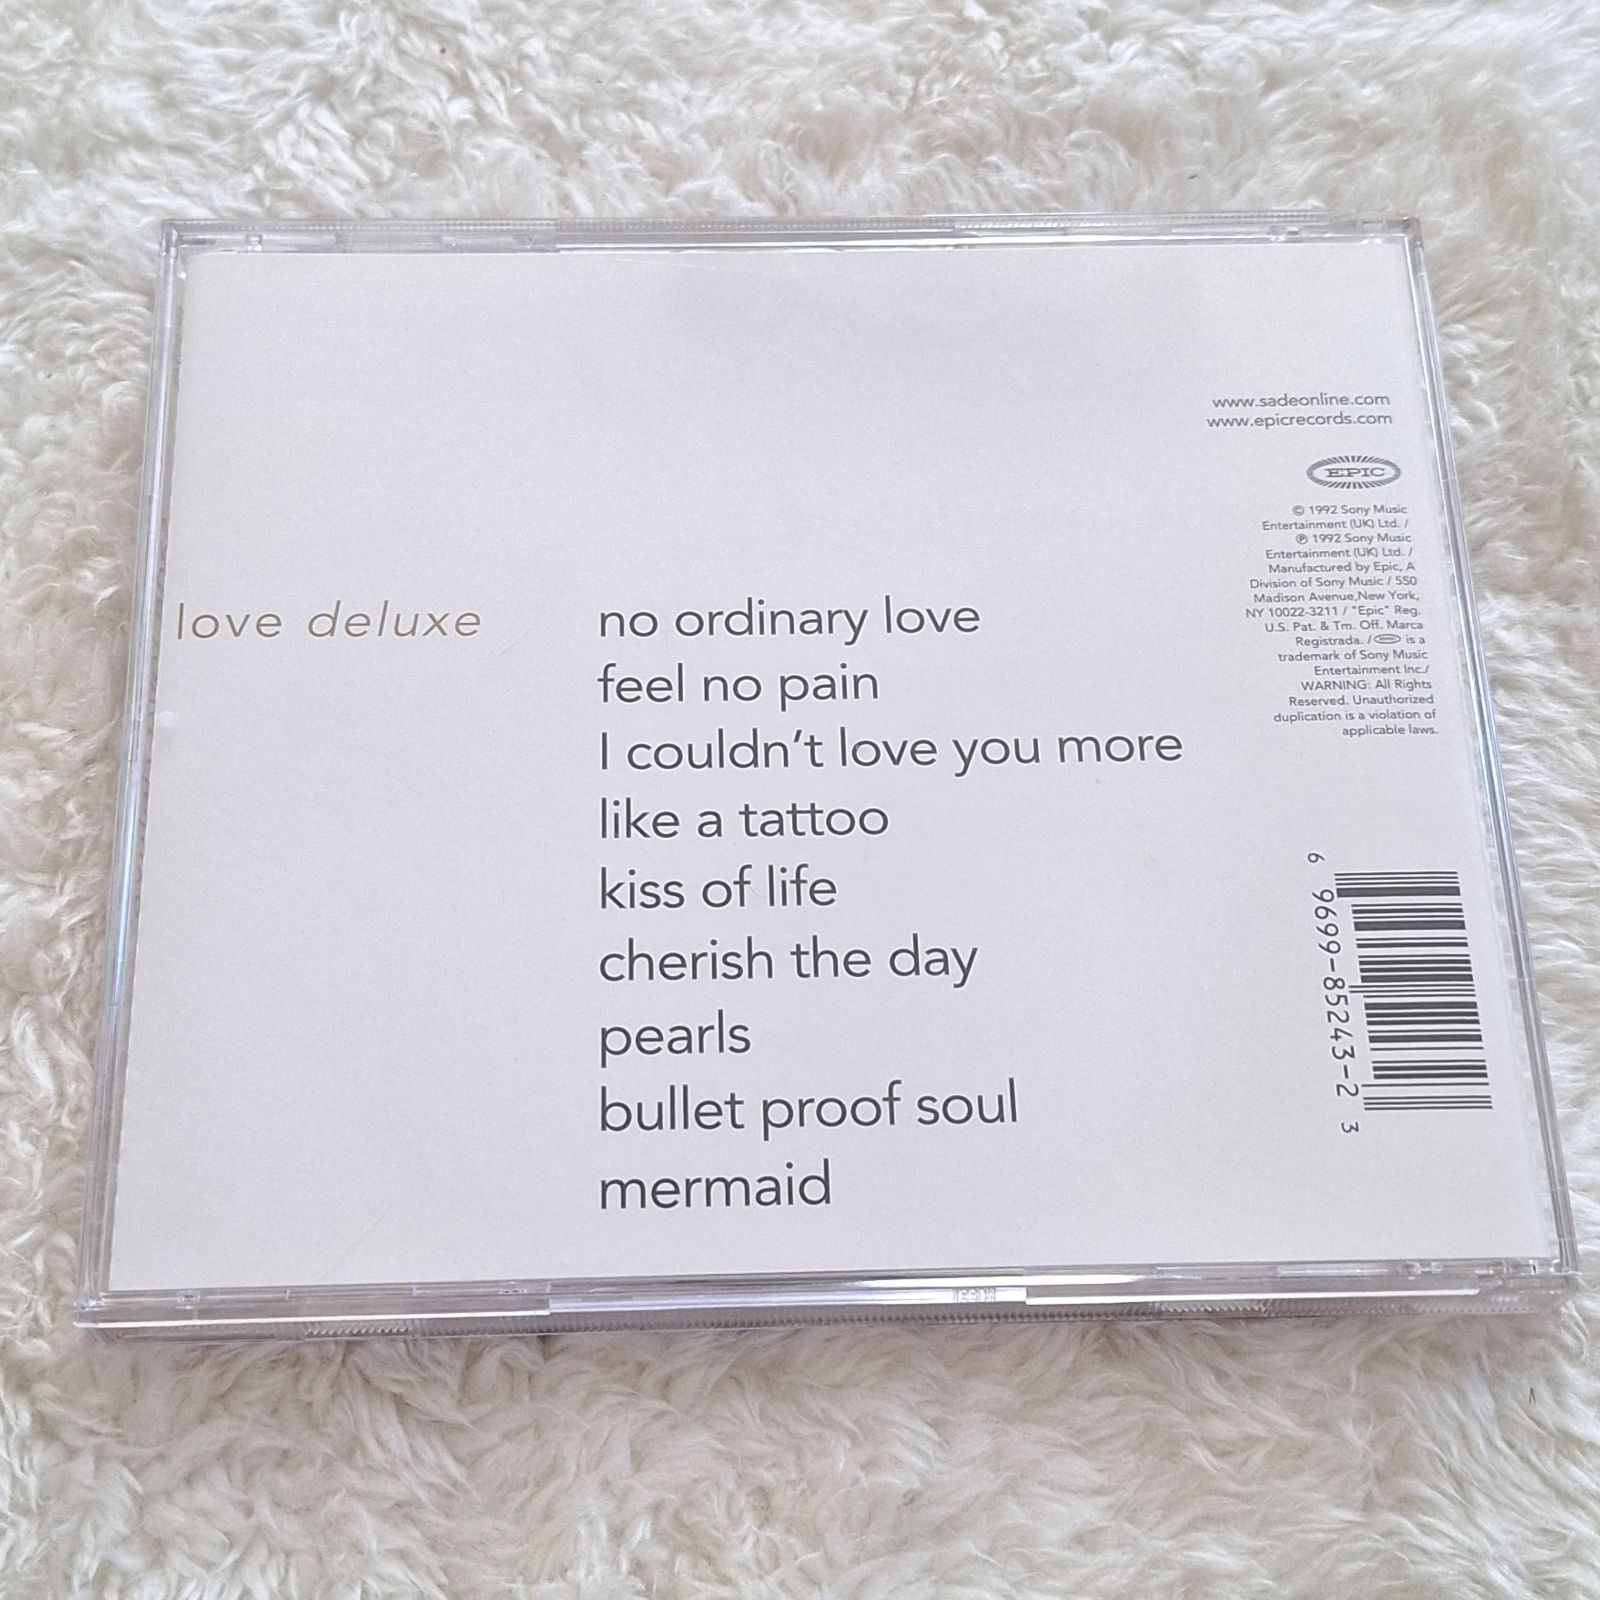 www.sadeonline.com
www.epicrecords.com
EPIC
© 1992 Sony Music
Entertainment (UK) Ltd. /
℗ 1992 Sony Music
Entertainment (UK) Ltd. /
Manufactured by Epic, A
Division of Sony Music / 550
Madison Avenue,New York,
NY 10022-3211 / "Epic" Reg.
U.S. Pat. & Tm. Off. Marca
Registrada. / is a
trademark of Sony Music
Entertainment Inc./
WARNING: All Rights
Reserved. Unauthorized
duplication is a violation of
applicable laws.
love deluxe
no ordinary love
feel no pain
I couldn't love you more
like a tattoo
kiss of life
cherish the day
pearls
bullet proof soul
mermaid
6 9699-85243-2 3